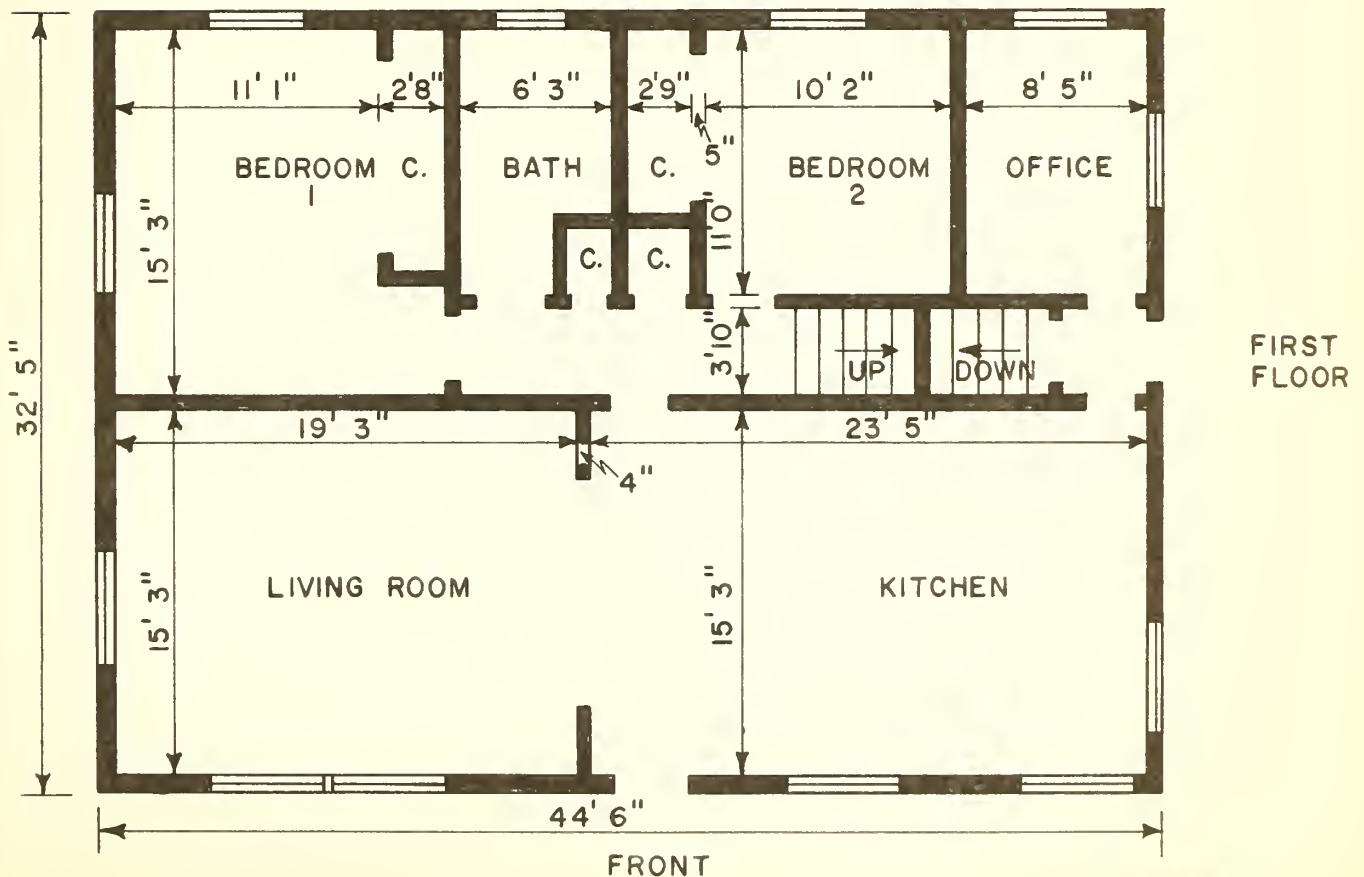 11' 1"
2'8"
6' 3"
2'9"
5"
10' 2"
8' 5"
BEDROOM
1
C.
BATH
C.
BEDROOM
2
OFFICE
15' 3"
11'0"
C.
C.
3'10"
UP
DOWN
FIRST
FLOOR
32' 5"
19' 3"
4"
23' 5"
LIVING ROOM
KITCHEN
15' 3"
15' 3"
44' 6"
FRONT